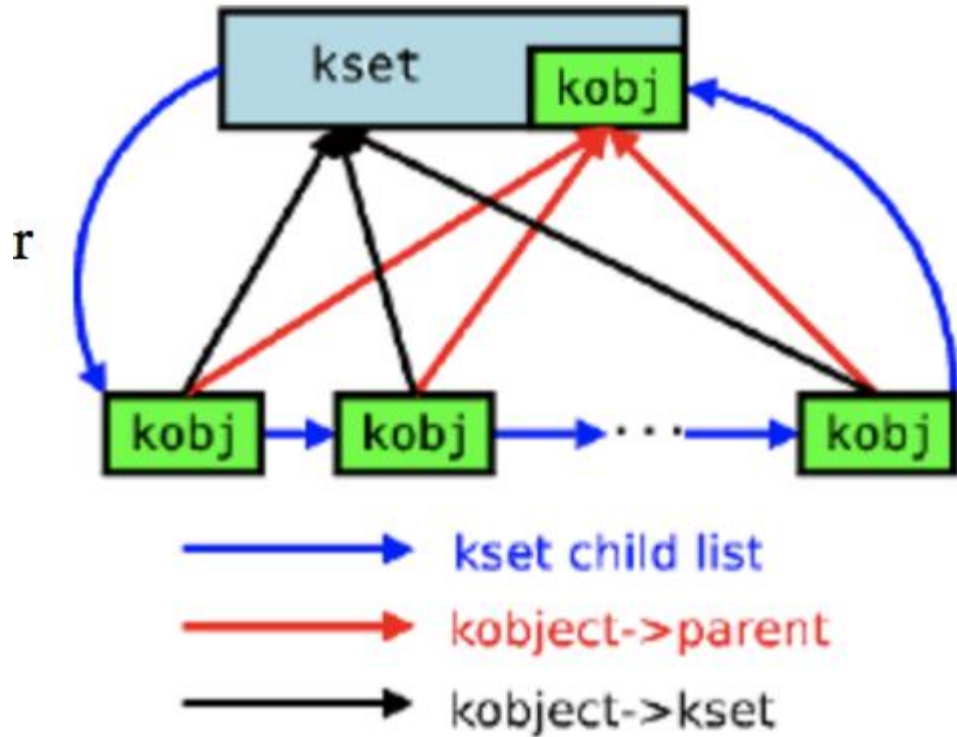 kset
kobj
r
kobj kobj ... kobj
kset child list
kobject->parent
kobject->kset